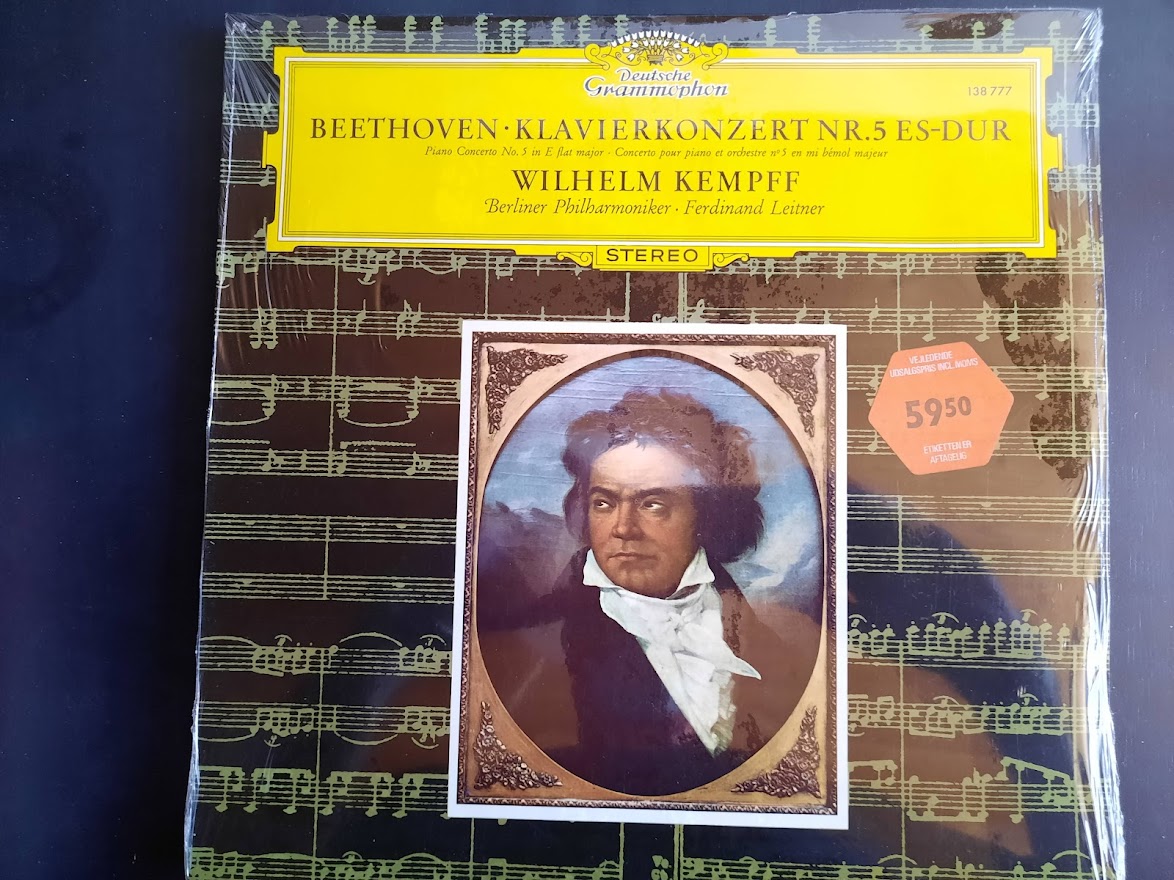 Deutsche
Grammophon
138 777
BEETHOVEN · KLAVIERKONZERT NR. 5 ES-DUR
Piano Concerto No. 5 in E flat major · Concerto pour piano et orchestre nº 5 en mi bémol majeur
WILHELM KEMPFF
Berliner Philharmoniker · Ferdinand Leitner
STEREO
VEJLEDENDE
UDSALGSPRIS INCL. MOMS
59 50
ETIKETTEN ER
AFTAGELIG